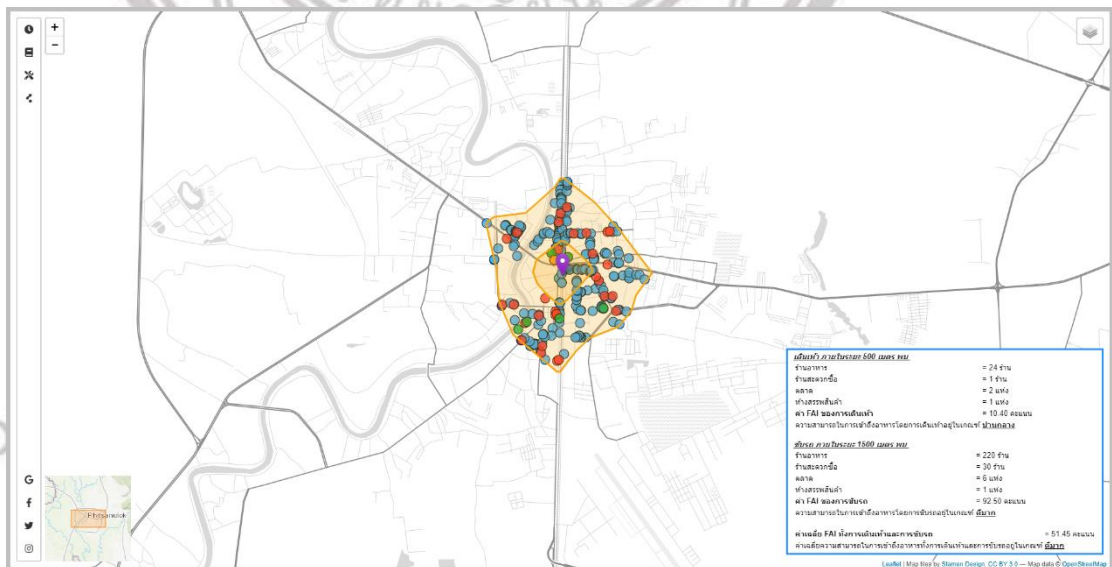 +
−
เดินเท้า ภายในระยะ 500 เมตร พบ
ร้านอาหาร = 24 ร้าน
ร้านสะดวกซื้อ = 1 ร้าน
ตลาด = 2 แห่ง
ห้างสรรพสินค้า = 1 แห่ง
ค่า FAI ของการเดินเท้า = 10.40 คะแนน
ความสามารถในการเข้าถึงอาหารโดยการเดินเท้าอยู่ในเกณฑ์ ปานกลาง
ขับรถ ภายในระยะ 1500 เมตร พบ
ร้านอาหาร = 220 ร้าน
ร้านสะดวกซื้อ = 30 ร้าน
ตลาด = 6 แห่ง
ห้างสรรพสินค้า = 1 แห่ง
ค่า FAI ของการขับรถ = 92.50 คะแนน
ความสามารถในการเข้าถึงอาหารโดยการขับรถอยู่ในเกณฑ์ ดีมาก
ค่าเฉลี่ย FAI ทั้งการเดินเท้าและการขับรถ = 51.45 คะแนน
ค่าเฉลี่ยความสามารถในการเข้าถึงอาหารทั้งการเดินเท้าและการขับรถอยู่ในเกณฑ์ ดีมาก
Phitsanulok
Leaflet | Map tiles by Stamen Design, CC BY 3.0 — Map data © OpenStreetMap